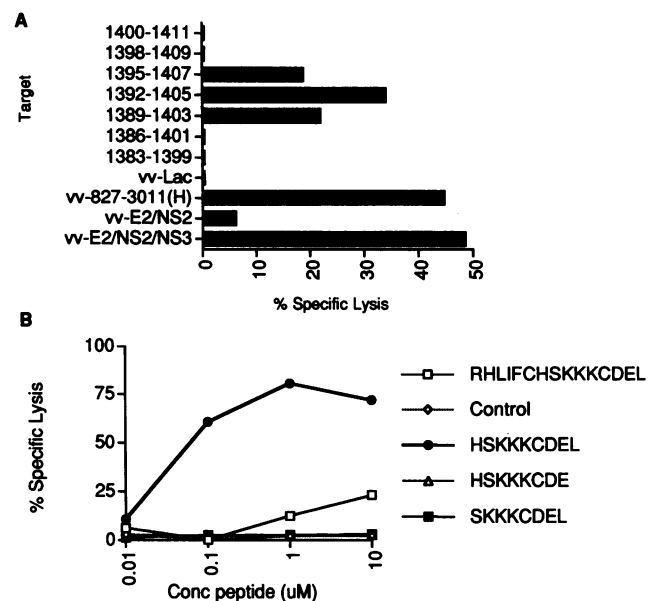 A
Target
1400-1411
1398-1409
1395-1407
1392-1405
1389-1403
1386-1401
1383-1399
vv-Lac
vv-827-3011(H)
vv-E2/NS2
vv-E2/NS2/NS3
0 10 20 30 40 50
% Specific Lysis
B
% Specific Lysis
100
75
50
25
0
0.01 0.1 1 10
Conc peptide (uM)
RHLIFCHSKKKCDEL
Control
HSKKKCDEL
HSKKKCDE
SKKKCDEL